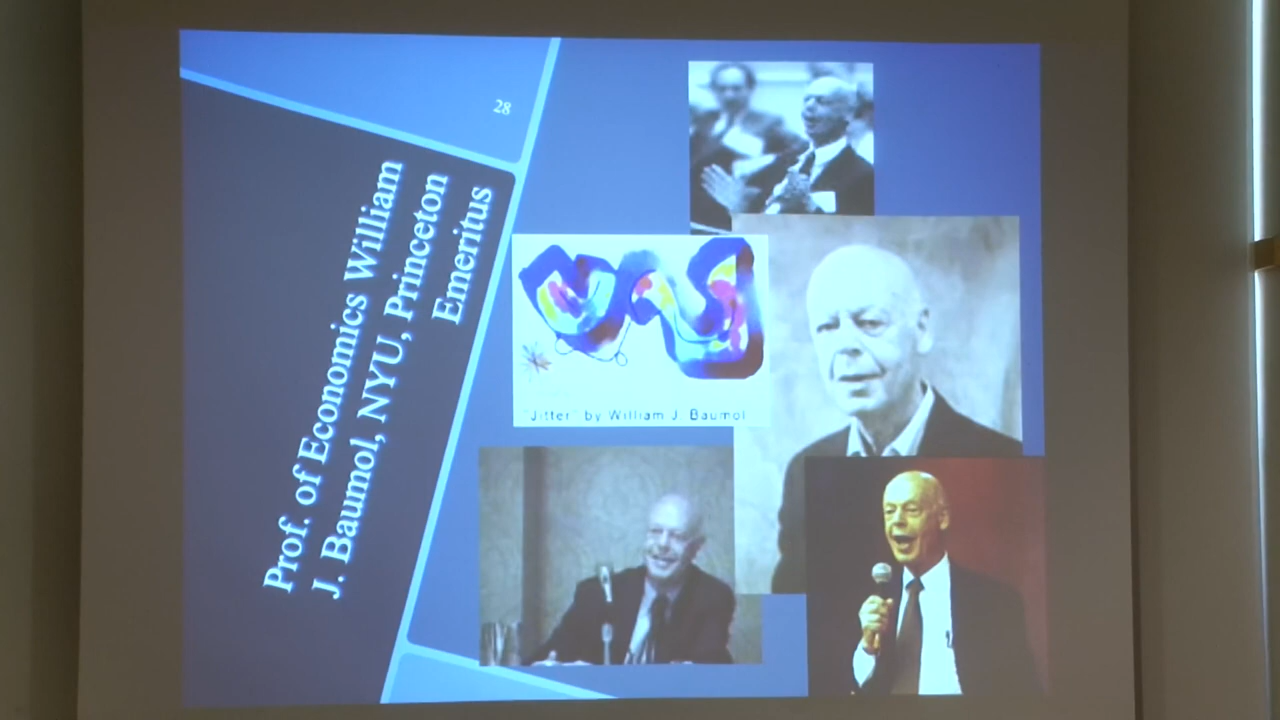 28
Prof. of Economics William
J. Baumol, NYU, Princeton
Emeritus
"Jitter" by William J. Baumol